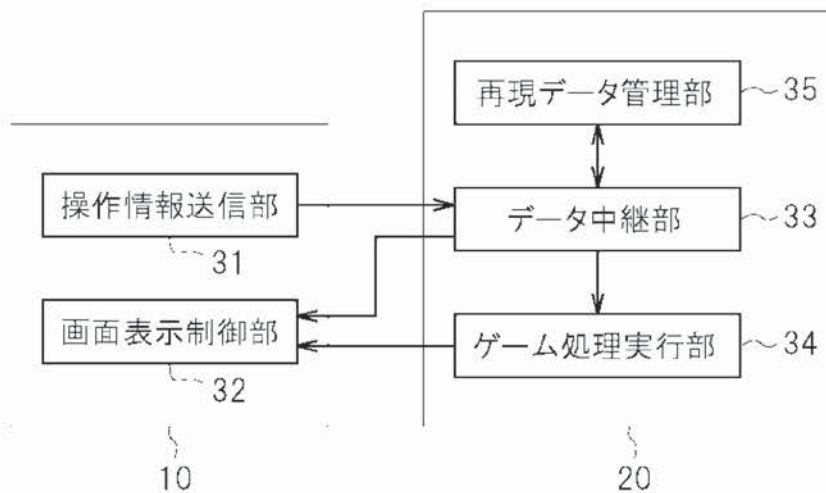 再現データ管理部
35
操作情報送信部
31
データ中継部
33
画面表示制御部
32
ゲーム処理実行部
34
10
20